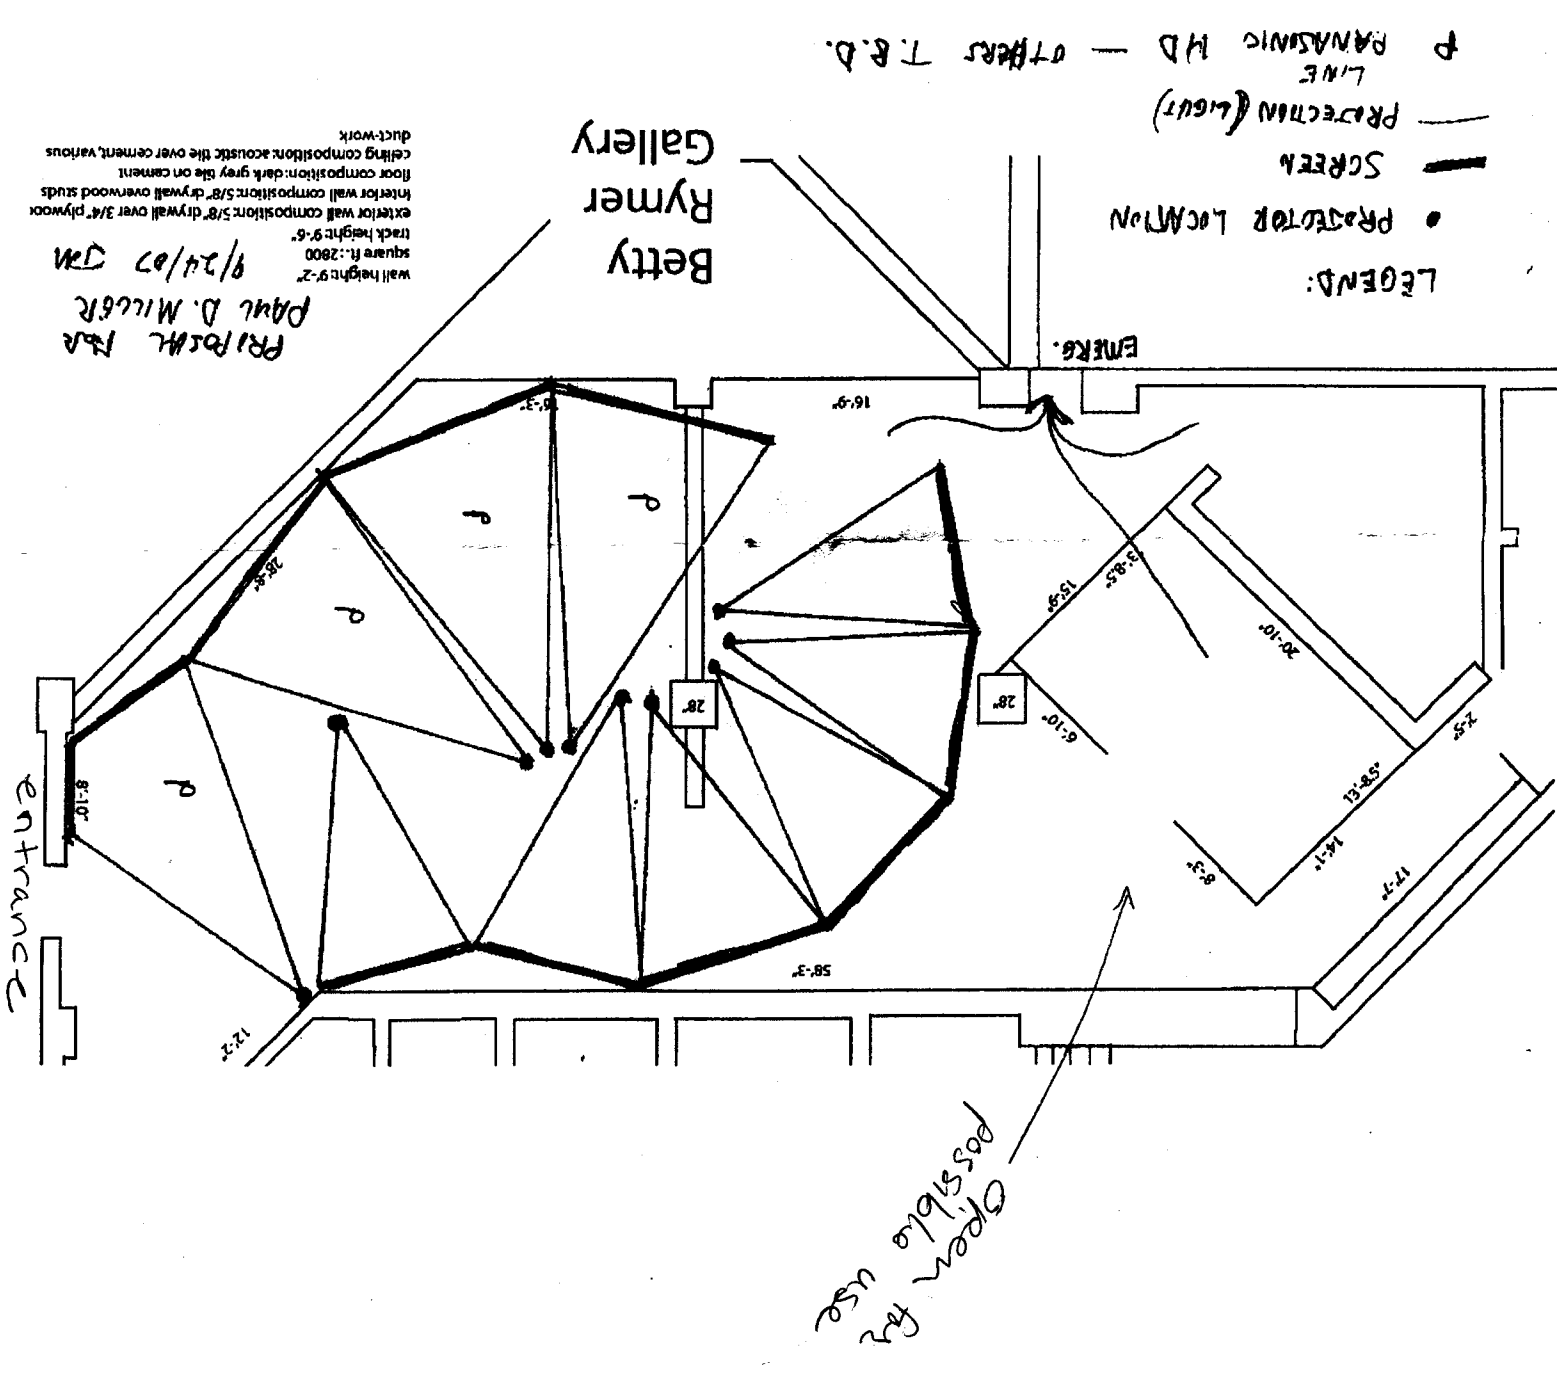 LEGEND:
● PROJECTOR LOCATION
SCREEN
PROJECTION (LIGHT)
LINE
P PANASONIC HD — OTHERS T.B.D.
Betty
Rymer
Gallery
PROPOSAL FOR
PAUL D. MILLER
9/24/07 JM
wall height: 9'-2"
square ft.: 2800
track height: 9'-6"
exterior wall composition: 5/8" drywall over 3/4" plywood
interior wall composition: 5/8" drywall overwood studs
floor composition: dark grey tile on cement
ceiling composition: acoustic tile over cement, various
duct-work
EMERG.
16'-9"
16'-3"
28'-8"
8'-10"
entrance
12'-2"
58'-3"
28"
28"
15'-9"
13'-8.5"
20'-10"
6'-10"
2'-5"
13'-8.5"
14'-1"
8'-3"
17'-7"
P
P
P
P
P
open for
possible
use